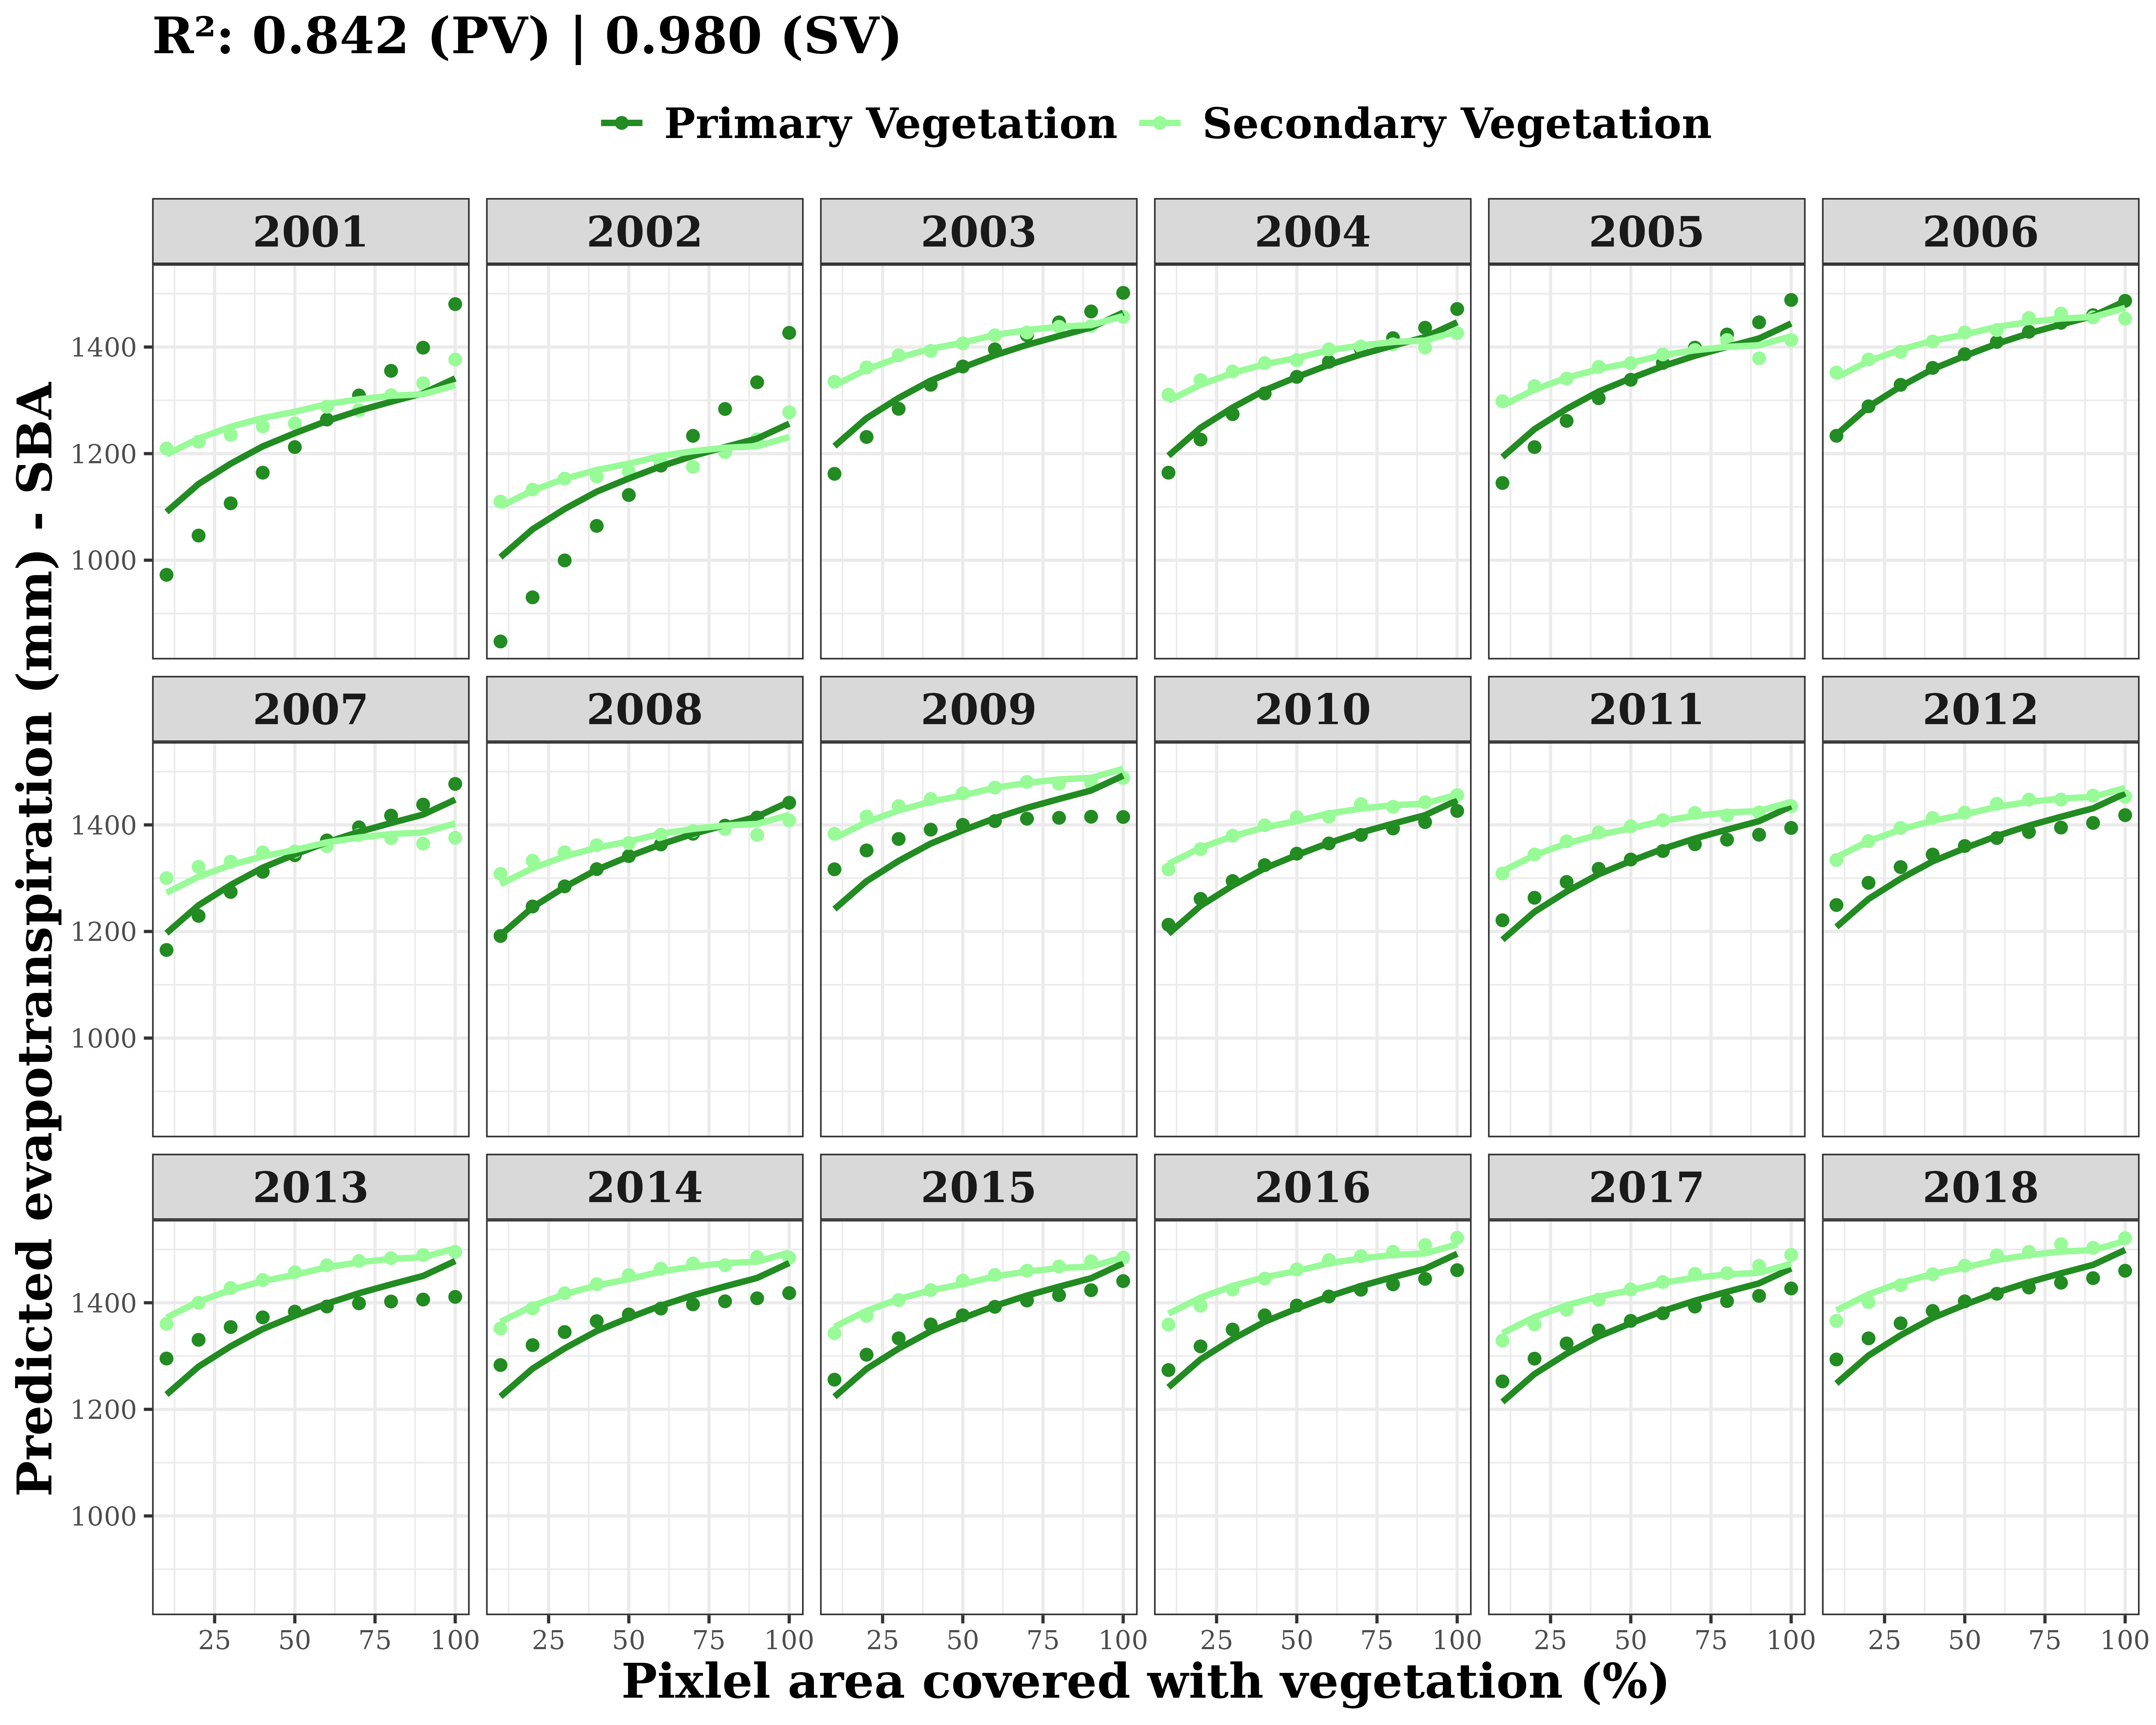 R²: 0.842 (PV) | 0.980 (SV)
Primary Vegetation Secondary Vegetation
Predicted evapotranspiration (mm) - SBA
2001 2002 2003 2004 2005 2006
1400
1200
1000
2007 2008 2009 2010 2011 2012
1400
1200
1000
2013 2014 2015 2016 2017 2018
1400
1200
1000
25 50 75 100 25 50 75 100 25 50 75 100 25 50 75 100 25 50 75 100 25 50 75 100
Pixlel area covered with vegetation (%)